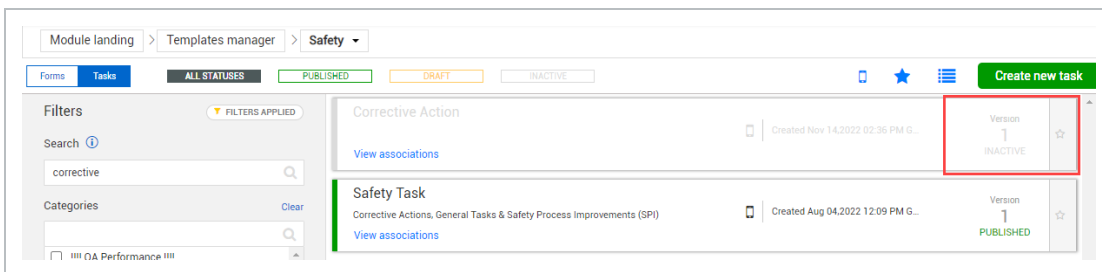 Module landing > Templates manager > Safety
Forms Tasks ALL STATUSES PUBLISHED DRAFT INACTIVE Create new task
Filters FILTERS APPLIED
Search
corrective
Categories Clear
!!!! QA Performance !!!!
Corrective Action
Created Nov 14,2022 02:36 PM G...
View associations
Version
1
INACTIVE
Safety Task
Corrective Actions, General Tasks & Safety Process Improvements (SPI)
Created Aug 04,2022 12:09 PM G...
View associations
Version
1
PUBLISHED